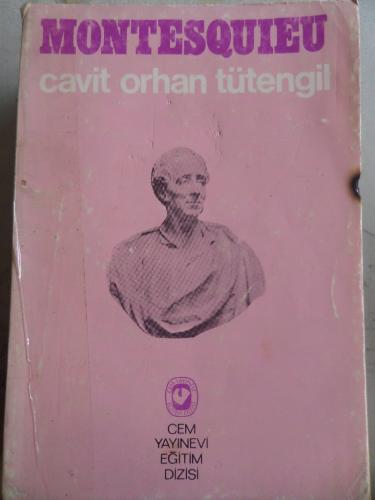 MONTESQUIEU
cavit orhan tütengil
CEM
YAYINEVİ
EĞİTİM
DİZİSİ